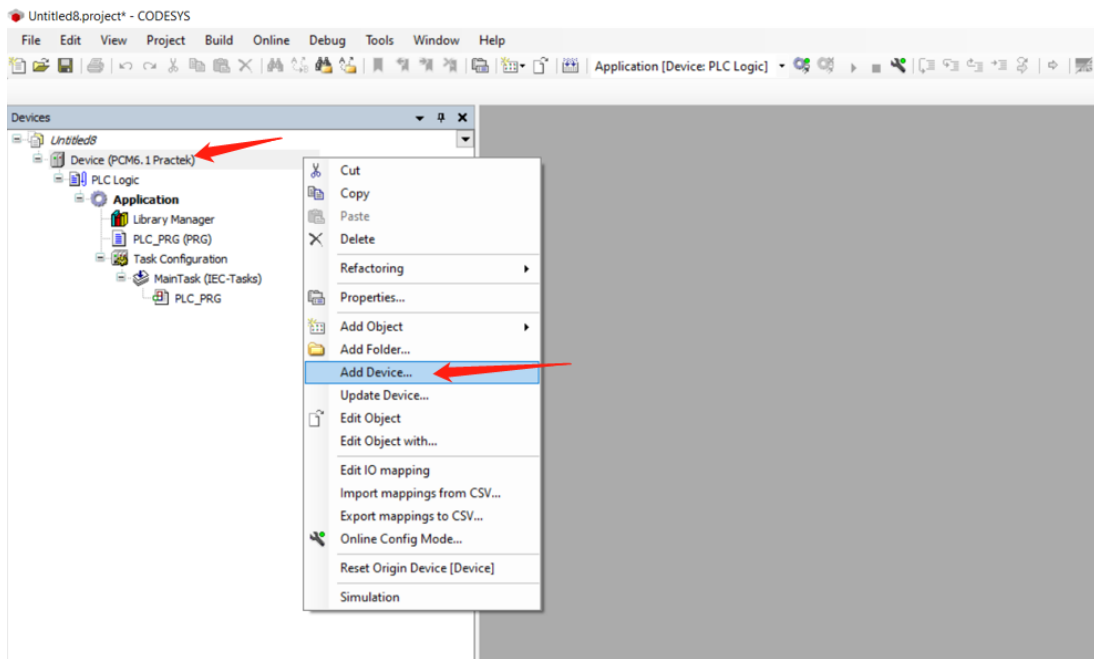 Untitled8.project* - CODESYS
File Edit View Project Build Online Debug Tools Window Help
Application [Device: PLC Logic]
Devices
Untitled8
Device (PCM6.1 Practek)
PLC Logic
Application
Library Manager
PLC_PRG (PRG)
Task Configuration
MainTask (IEC-Tasks)
PLC_PRG
Cut
Copy
Paste
Delete
Refactoring
Properties...
Add Object
Add Folder...
Add Device...
Update Device...
Edit Object
Edit Object with...
Edit IO mapping
Import mappings from CSV...
Export mappings to CSV...
Online Config Mode...
Reset Origin Device [Device]
Simulation